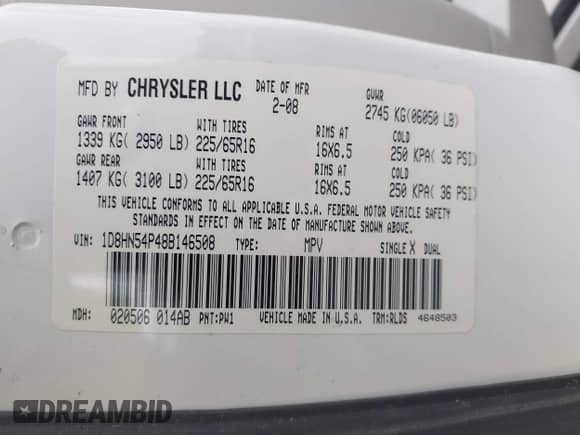 MFD BY CHRYSLER LLC DATE OF MFR 2-08 GVWR 2745 KG(06050 LB)
GAWR FRONT WITH TIRES RIMS AT COLD
1339 KG( 2950 LB) 225/65R16 16X6.5 250 KPA( 36 PSI)
GAWR REAR WITH TIRES RIMS AT COLD
1407 KG( 3100 LB) 225/65R16 16X6.5 250 KPA( 36 PSI)
THIS VEHICLE CONFORMS TO ALL APPLICABLE U.S.A. FEDERAL MOTOR VEHICLE SAFETY
STANDARDS IN EFFECT ON THE DATE OF MANUFACTURE SHOWN ABOVE.
VIN: 1D8HN54P48B146508 TYPE: MPV SINGLE X DUAL
MDH: 020506 014AB PNT:PW1 VEHICLE MADE IN U.S.A. TRM:RLDS 4648503
DREAMBID